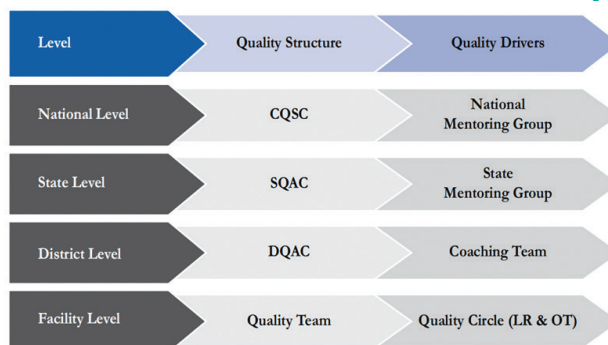 Level Quality Structure Quality Drivers
National Level CQSC National
Mentoring Group
State Level SQAC State
Mentoring Group
District Level DQAC Coaching Team
Facility Level Quality Team Quality Circle (LR & OT)